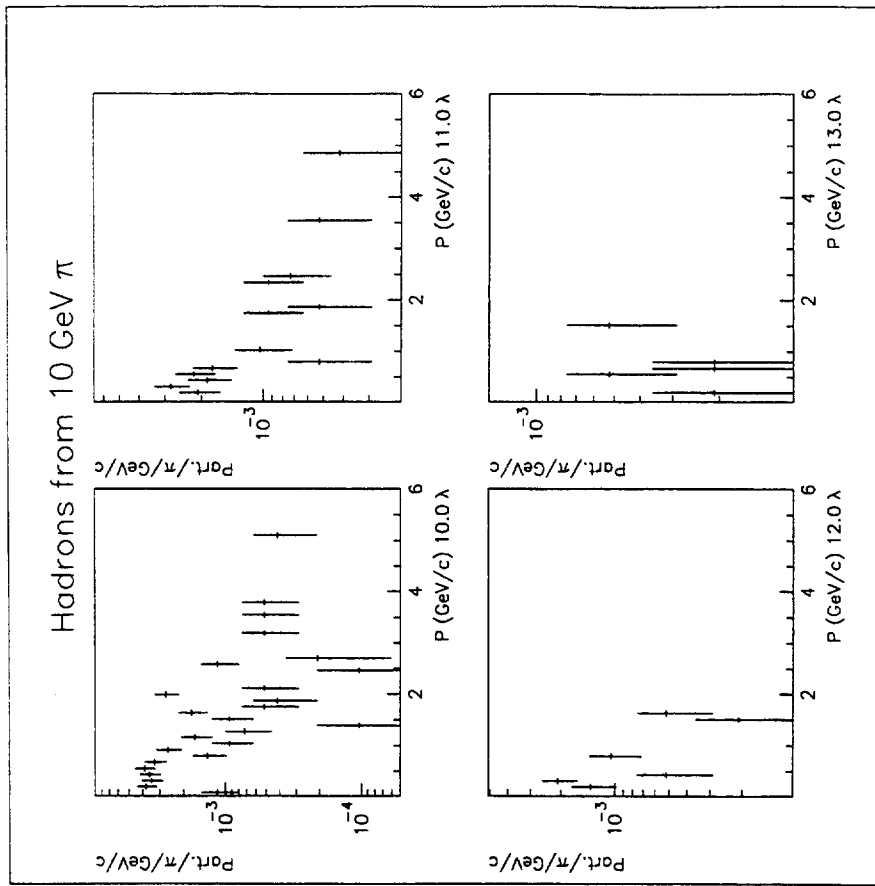 Hadrons from 10 GeV π
Part./π/GeV/c
10⁻³
10⁻⁴
2
4
6
P (GeV/c) 10.0 λ
Part./π/GeV/c
10⁻³
2
4
6
P (GeV/c) 11.0 λ
Part./π/GeV/c
10⁻³
2
4
6
P (GeV/c) 12.0 λ
Part./π/GeV/c
10⁻³
2
4
6
P (GeV/c) 13.0 λ